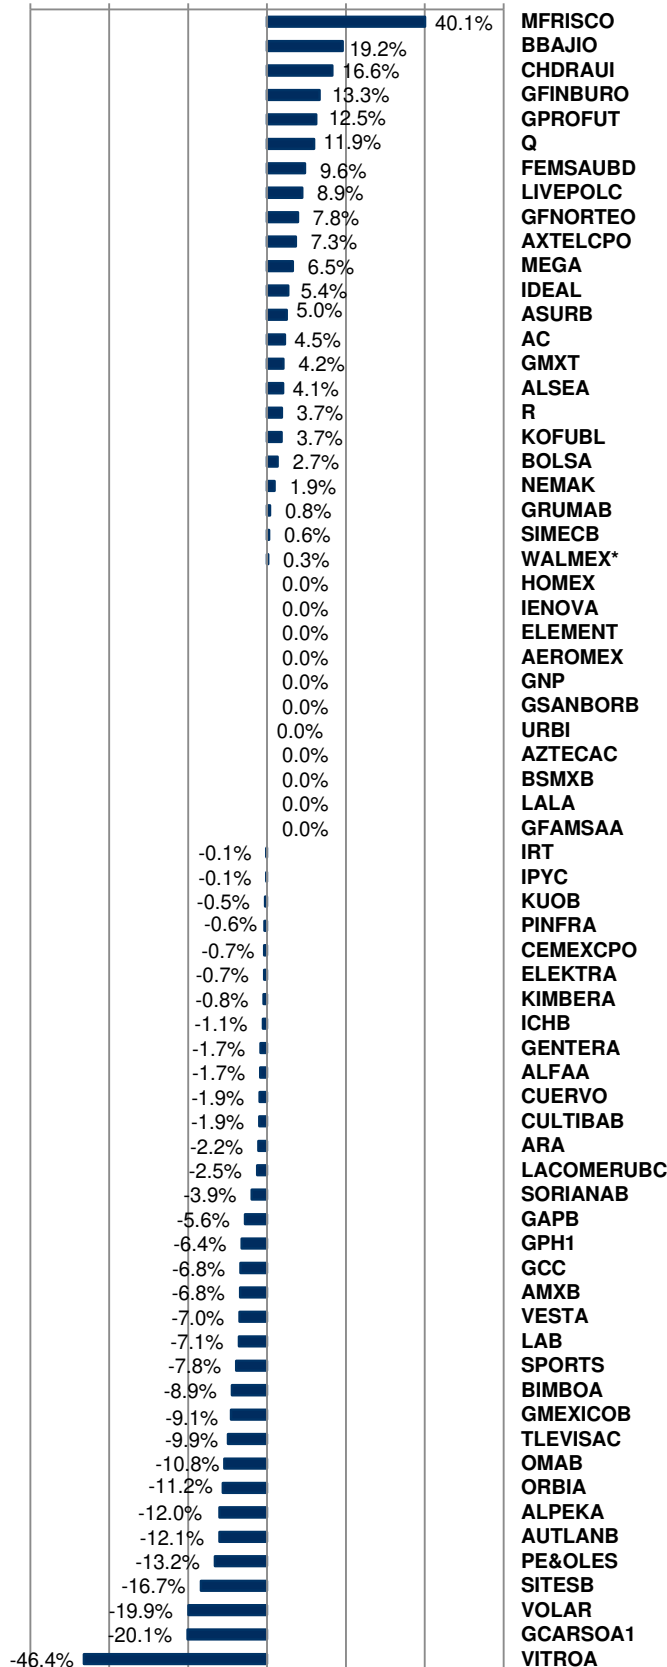 40.1% MFRISCO
19.2% BBAJIO
16.6% CHDRAUI
13.3% GFINBURO
12.5% GPROFUT
11.9% Q
9.6% FEMSAUBD
8.9% LIVEPOLC
7.8% GFNORTEO
7.3% AXTELCPO
6.5% MEGA
5.4% IDEAL
5.0% ASURB
4.5% AC
4.2% GMXT
4.1% ALSEA
3.7% R
3.7% KOFUBL
2.7% BOLSA
1.9% NEMAK
0.8% GRUMAB
0.6% SIMECB
0.3% WALMEX*
0.0% HOMEX
0.0% IENOVA
0.0% ELEMENT
0.0% AEROMEX
0.0% GNP
0.0% GSANBORB
0.0% URBI
0.0% AZTECAC
0.0% BSMXB
0.0% LALA
0.0% GFAMSAA
-0.1% IRT
-0.1% IPYC
-0.5% KUOB
-0.6% PINFRA
-0.7% CEMEXCPO
-0.7% ELEKTRA
-0.8% KIMBERA
-1.1% ICHB
-1.7% GENTERA
-1.7% ALFAA
-1.9% CUERVO
-1.9% CULTIBAB
-2.2% ARA
-2.5% LACOMERUBC
-3.9% SORIANAB
-5.6% GAPB
-6.4% GPH1
-6.8% GCC
-6.8% AMXB
-7.0% VESTA
-7.1% LAB
-7.8% SPORTS
-8.9% BIMBOA
-9.1% GMEXICOB
-9.9% TLEVISAC
-10.8% OMAB
-11.2% ORBIA
-12.0% ALPEKA
-12.1% AUTLANB
-13.2% PE&OLES
-16.7% SITESB
-19.9% VOLAR
-20.1% GCARSOA1
-46.4% VITROA